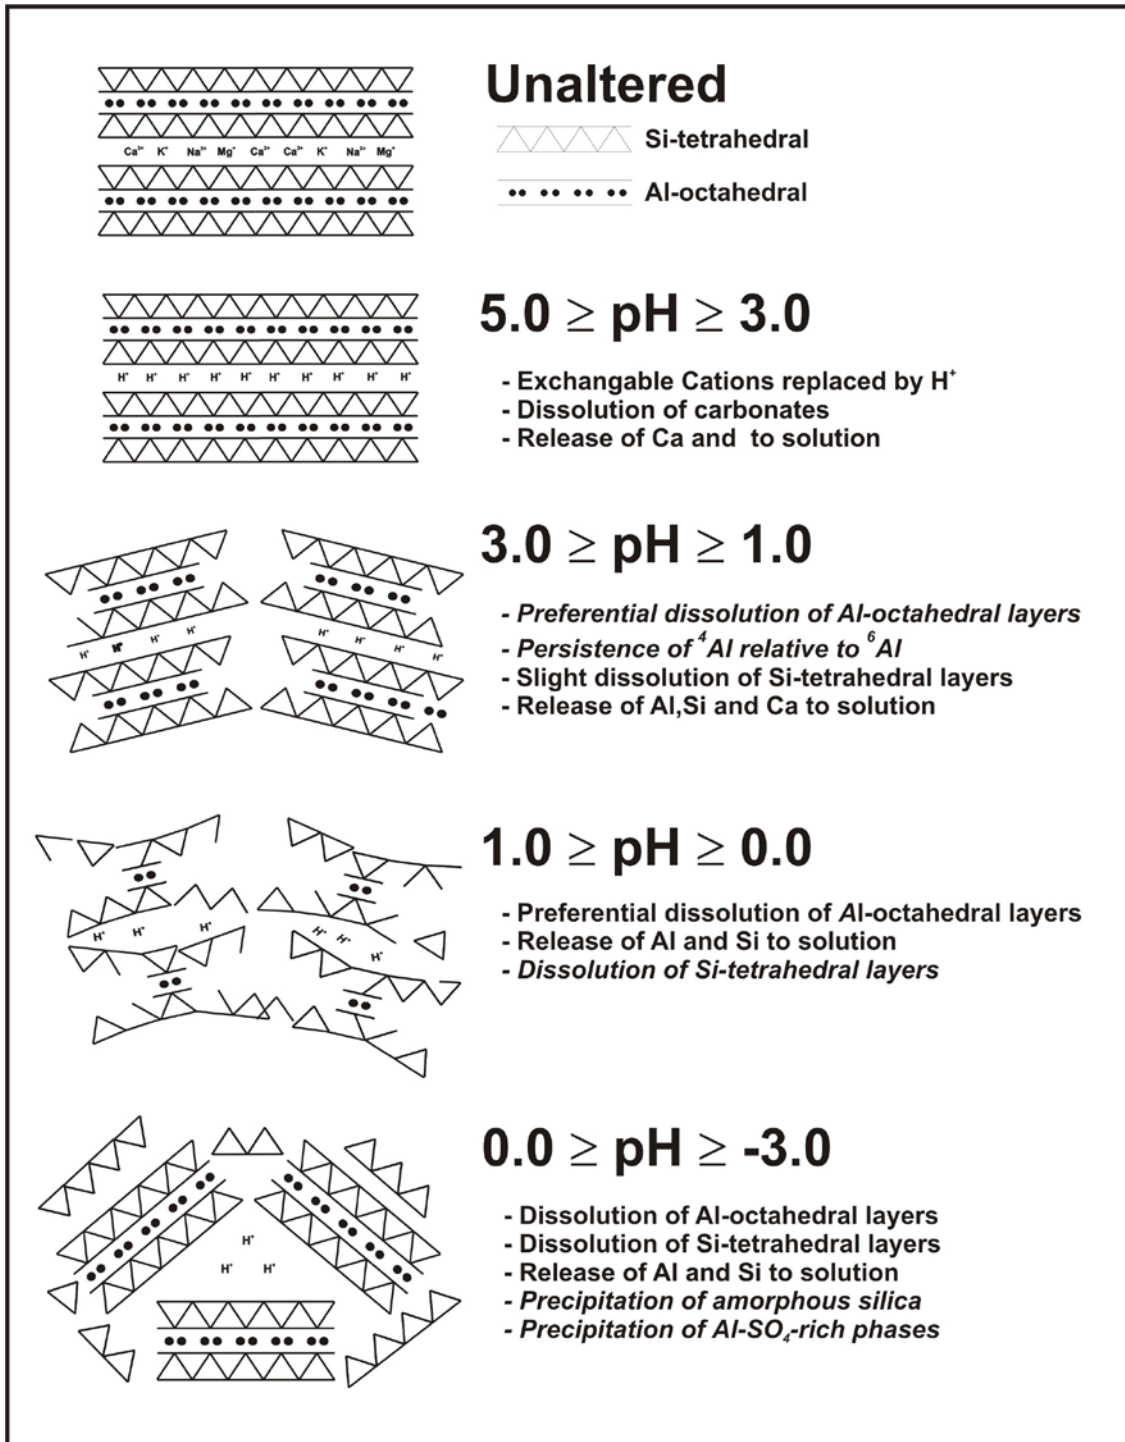 Unaltered
Si-tetrahedral
Al-octahedral
Ca²⁺ K⁺ Na²⁺ Mg⁺ Ca²⁺ Ca²⁺ K⁺ Na²⁺ Mg⁺
5.0 ≥ pH ≥ 3.0
H⁺ H⁺ H⁺ H⁺ H⁺ H⁺ H⁺ H⁺ H⁺ H⁺
- Exchangable Cations replaced by H⁺
- Dissolution of carbonates
- Release of Ca and to solution
3.0 ≥ pH ≥ 1.0
- Preferential dissolution of Al-octahedral layers
- Persistence of ⁴Al relative to ⁶Al
- Slight dissolution of Si-tetrahedral layers
- Release of Al,Si and Ca to solution
H⁺ H⁺ H⁺ H⁺
H⁺ H⁺ H⁺ H⁺
1.0 ≥ pH ≥ 0.0
- Preferential dissolution of Al-octahedral layers
- Release of Al and Si to solution
- Dissolution of Si-tetrahedral layers
H⁺ H⁺ H⁺
H⁺ H⁺ H⁺
0.0 ≥ pH ≥ -3.0
- Dissolution of Al-octahedral layers
- Dissolution of Si-tetrahedral layers
- Release of Al and Si to solution
- Precipitation of amorphous silica
- Precipitation of Al-SO₄-rich phases
H⁺
H⁺ H⁺